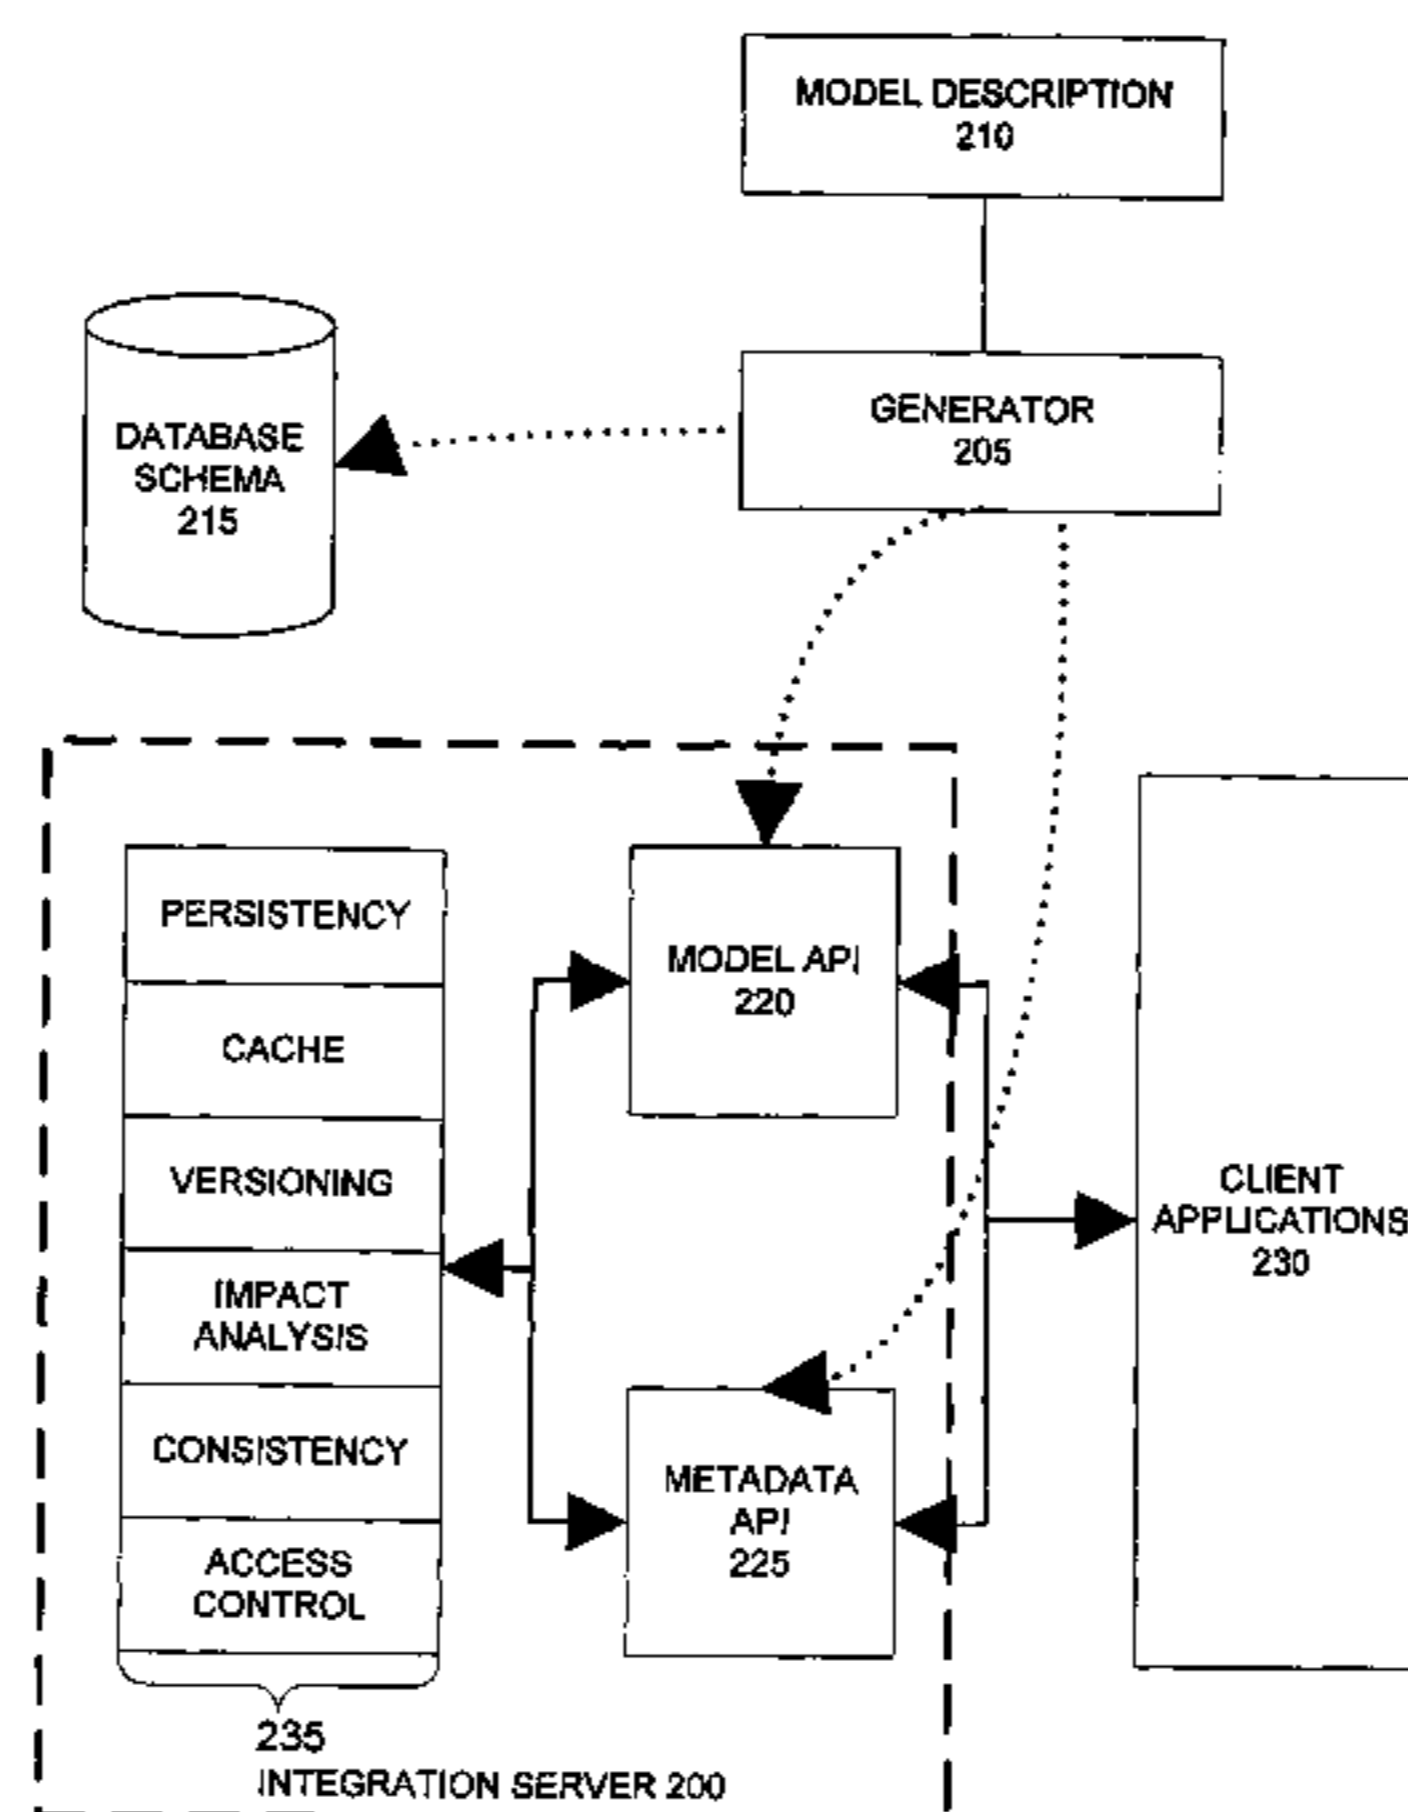 MODEL DESCRIPTION
210
GENERATOR
205
DATABASE
SCHEMA
215
PERSISTENCY
CACHE
VERSIONING
IMPACT
ANALYSIS
CONSISTENCY
ACCESS
CONTROL
235
INTEGRATION SERVER 200
MODEL API
220
METADATA
API
225
CLIENT
APPLICATIONS
230